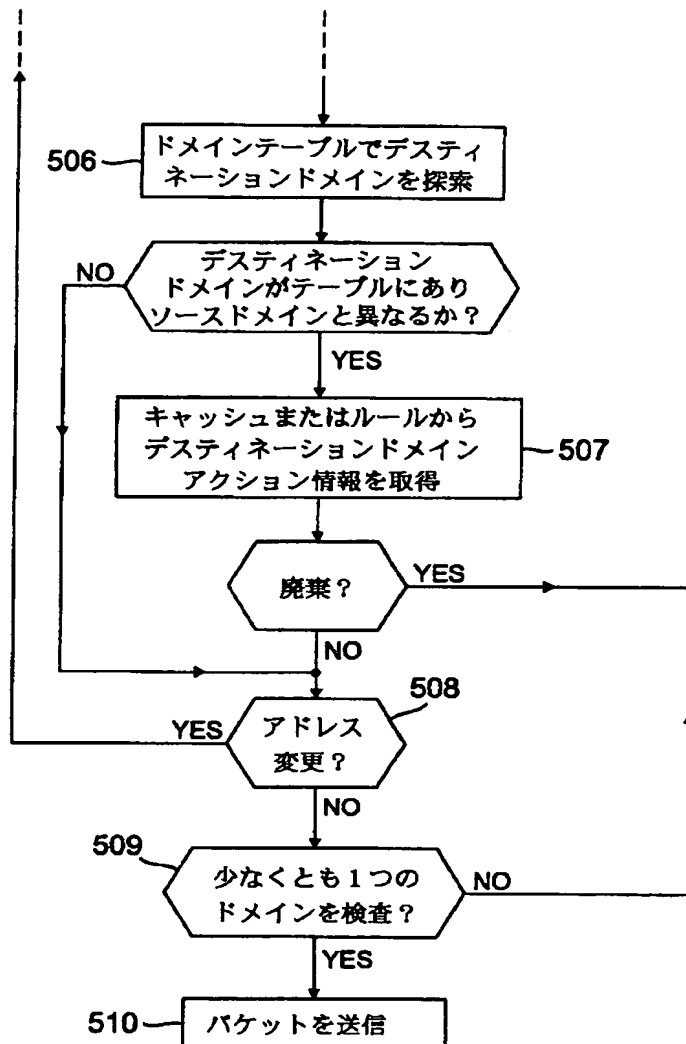 506
ドメインテーブルでデスティ
ネーションドメインを探索
デスティネーション
NO
ドメインがテーブルにあり
ソースドメインと異なるか？
YES
キャッシュまたはルールから
デスティネーションドメイン
507
アクション情報を取得
廃棄？
YES
NO
508
YES
アドレス
変更？
NO
509
少なくとも１つの
NO
ドメインを検査？
YES
510
パケットを送信